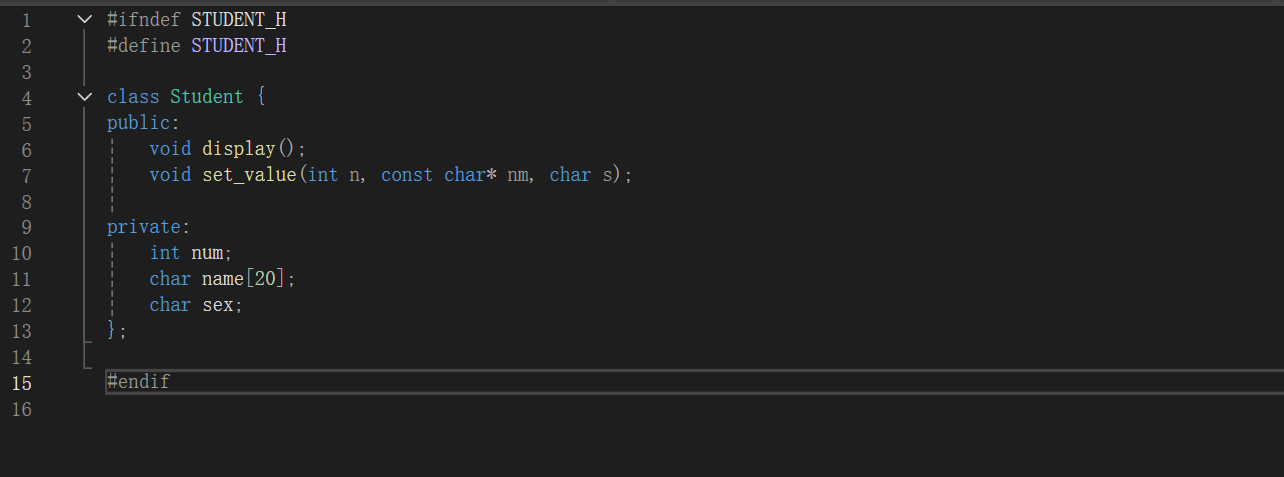 1 #ifndef STUDENT_H
2 #define STUDENT_H
3
4 class Student {
5 public:
6 void display();
7 void set_value(int n, const char* nm, char s);
8
9 private:
10 int num;
11 char name[20];
12 char sex;
13 };
14
15 #endif
16